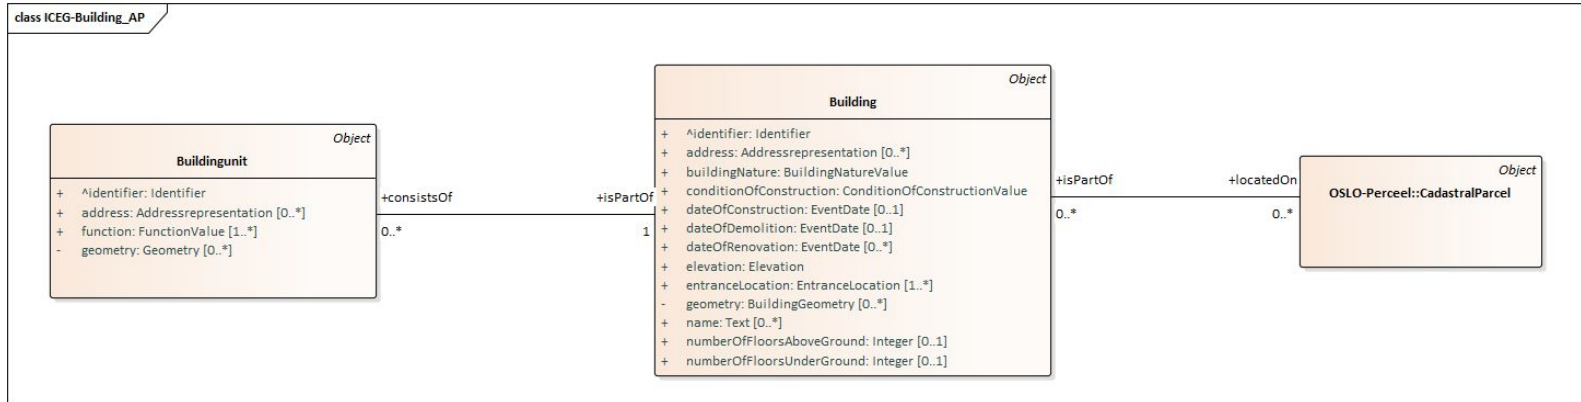 class ICEG-Building_AP
Object
Buildingunit
+ ^identifier: Identifier
+ address: Addressrepresentation [0..*]
+ function: FunctionValue [1..*]
- geometry: Geometry [0..*]
+consistsOf
0..*
+isPartOf
1
Object
Building
+ ^identifier: Identifier
+ address: Addressrepresentation [0..*]
+ buildingNature: BuildingNatureValue
+ conditionOfConstruction: ConditionOfConstructionValue
+ dateOfConstruction: EventDate [0..1]
+ dateOfDemolition: EventDate [0..1]
+ dateOfRenovation: EventDate [0..*]
+ elevation: Elevation
+ entranceLocation: EntranceLocation [1..*]
- geometry: BuildingGeometry [0..*]
+ name: Text [0..*]
+ numberOfFloorsAboveGround: Integer [0..1]
+ numberOfFloorsUnderGround: Integer [0..1]
+isPartOf
0..*
+locatedOn
0..*
Object
OSLO-Perceel::CadastralParcel